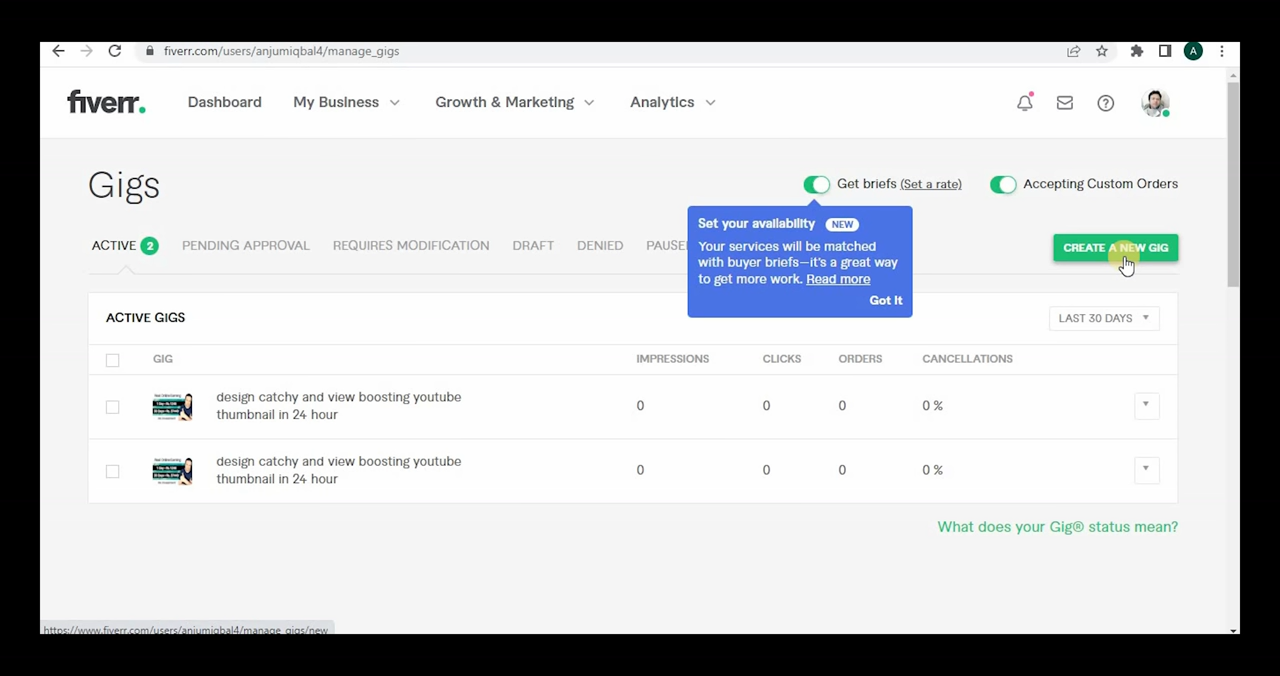 fiverr.com/users/anjumiqbal4/manage_gigs
A
fiverr.
Dashboard
My Business
Growth & Marketing
Analytics
Gigs
Get briefs (Set a rate)
Accepting Custom Orders
Set your availability NEW
Your services will be matched
with buyer briefs—it's a great way
to get more work. Read more
Got It
ACTIVE 2
PENDING APPROVAL
REQUIRES MODIFICATION
DRAFT
DENIED
CREATE A NEW GIG
ACTIVE GIGS
LAST 30 DAYS
GIG
IMPRESSIONS
CLICKS
ORDERS
CANCELLATIONS
design catchy and view boosting youtube
thumbnail in 24 hour
0
0
0
0 %
design catchy and view boosting youtube
thumbnail in 24 hour
0
0
0
0 %
What does your Gig® status mean?
https://www.fiverr.com/users/anjumiqbal4/manage_gigs/new